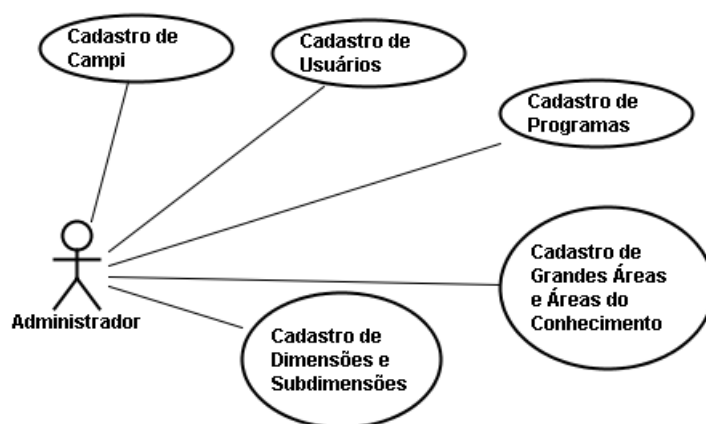 Cadastro de
Campi
Cadastro de
Usuários
Cadastro de
Programas
Cadastro de
Grandes Áreas
e Áreas do
Conhecimento
Administrador
Cadastro de
Dimensões e
Subdimensões